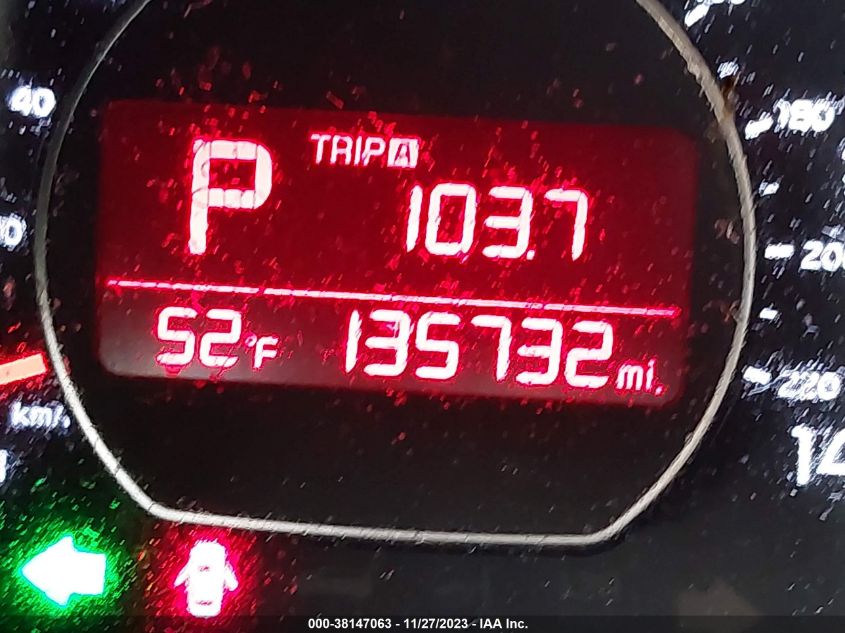 40
180
P
TRIP A
103.7
200
52°F
135732 mi.
220
km/
14
000-38147063 - 11/27/2023 - IAA Inc.